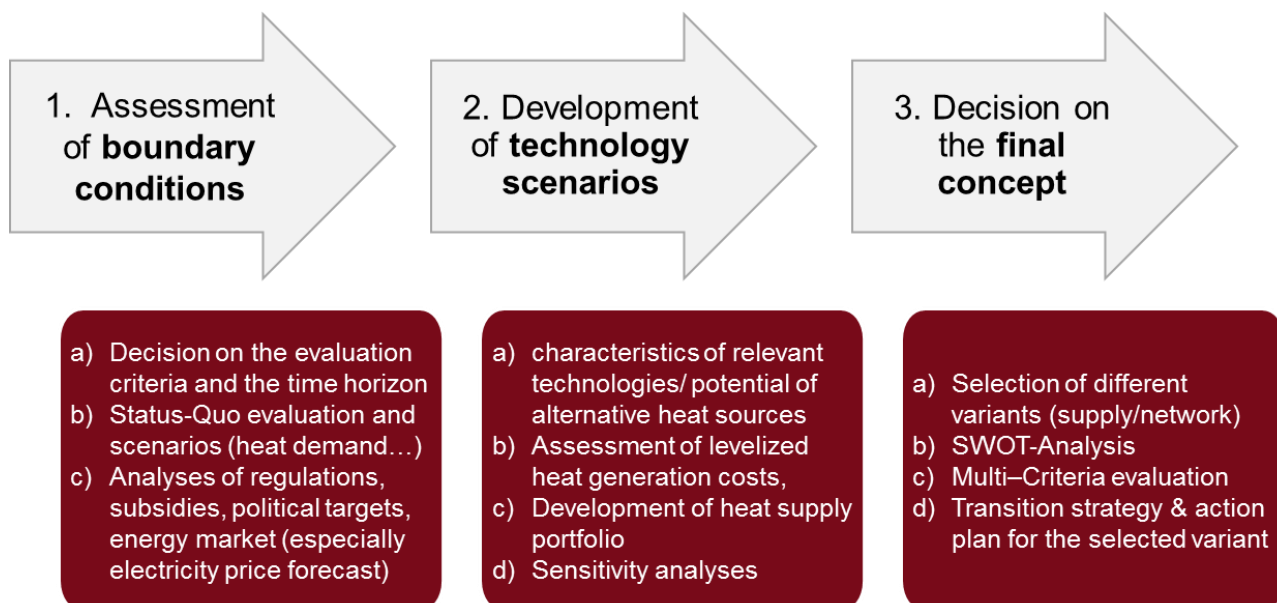 1. Assessment
of boundary
conditions
2. Development
of technology
scenarios
3. Decision on
the final
concept
a) Decision on the evaluation
criteria and the time horizon
b) Status-Quo evaluation and
scenarios (heat demand…)
c) Analyses of regulations,
subsidies, political targets,
energy market (especially
electricity price forecast)
a) characteristics of relevant
technologies/ potential of
alternative heat sources
b) Assessment of levelized
heat generation costs,
c) Development of heat supply
portfolio
d) Sensitivity analyses
a) Selection of different
variants (supply/network)
b) SWOT-Analysis
c) Multi–Criteria evaluation
d) Transition strategy & action
plan for the selected variant